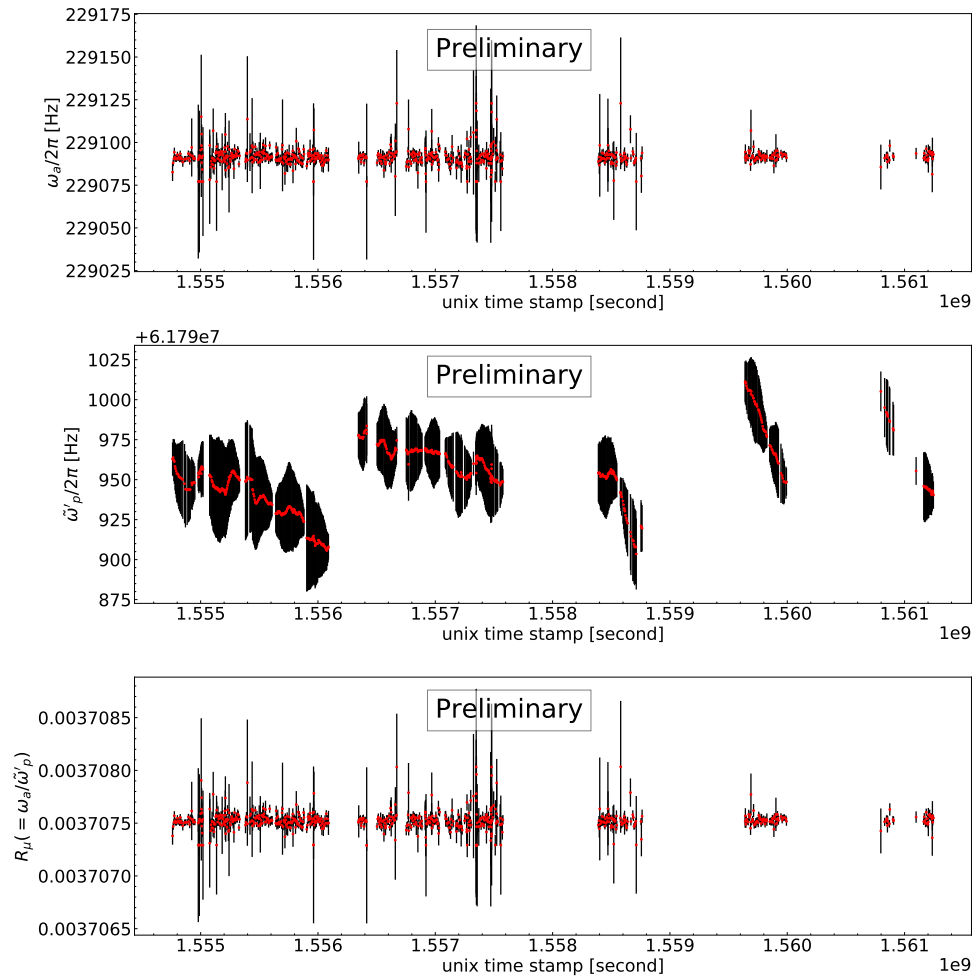 229175
229150
229125
229100
229075
229050
229025
ωₐ/2π [Hz]
Preliminary
1.555 1.556 1.557 1.558 1.559 1.560 1.561
unix time stamp [second]
1e9
+6.179e7
1025
1000
975
950
925
900
875
ω̃'ₚ/2π [Hz]
Preliminary
1.555 1.556 1.557 1.558 1.559 1.560 1.561
unix time stamp [second]
1e9
0.0037085
0.0037080
0.0037075
0.0037070
0.0037065
R_μ(= ωₐ/ω̃'ₚ)
Preliminary
1.555 1.556 1.557 1.558 1.559 1.560 1.561
unix time stamp [second]
1e9